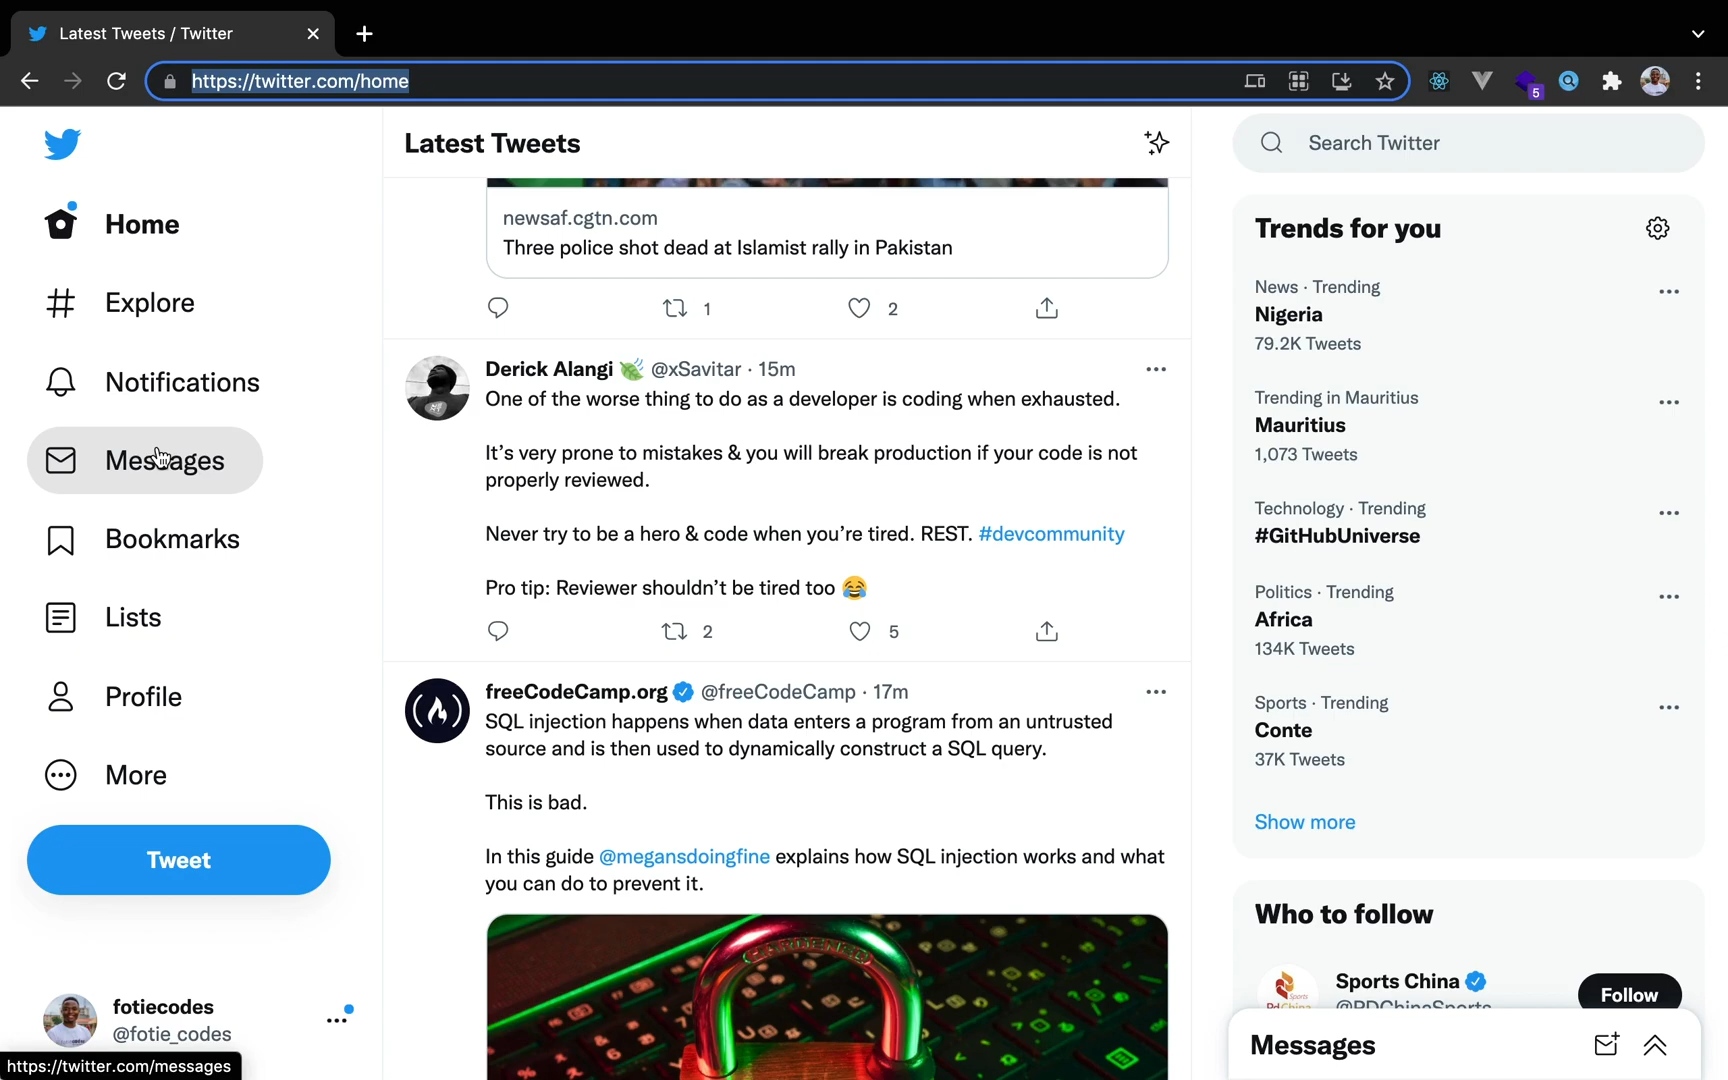 Latest Tweets / Twitter
https://twitter.com/home
5
Home
Explore
Notifications
Messages
Bookmarks
Lists
Profile
More
Tweet
fotiecodes
@fotie_codes
https://twitter.com/messages
Latest Tweets
newsaf.cgtn.com
Three police shot dead at Islamist rally in Pakistan
1 2
Derick Alangi @xSavitar · 15m
One of the worse thing to do as a developer is coding when exhausted.
It's very prone to mistakes & you will break production if your code is not
properly reviewed.
Never try to be a hero & code when you're tired. REST. #devcommunity
Pro tip: Reviewer shouldn't be tired too 😂
2 5
freeCodeCamp.org @freeCodeCamp · 17m
SQL injection happens when data enters a program from an untrusted
source and is then used to dynamically construct a SQL query.
This is bad.
In this guide @megansdoingfine explains how SQL injection works and what
you can do to prevent it.
Search Twitter
Trends for you
News · Trending
Nigeria
79.2K Tweets
Trending in Mauritius
Mauritius
1,073 Tweets
Technology · Trending
#GitHubUniverse
Politics · Trending
Africa
134K Tweets
Sports · Trending
Conte
37K Tweets
Show more
Who to follow
Sports China
@PDChinaSports
Follow
Messages